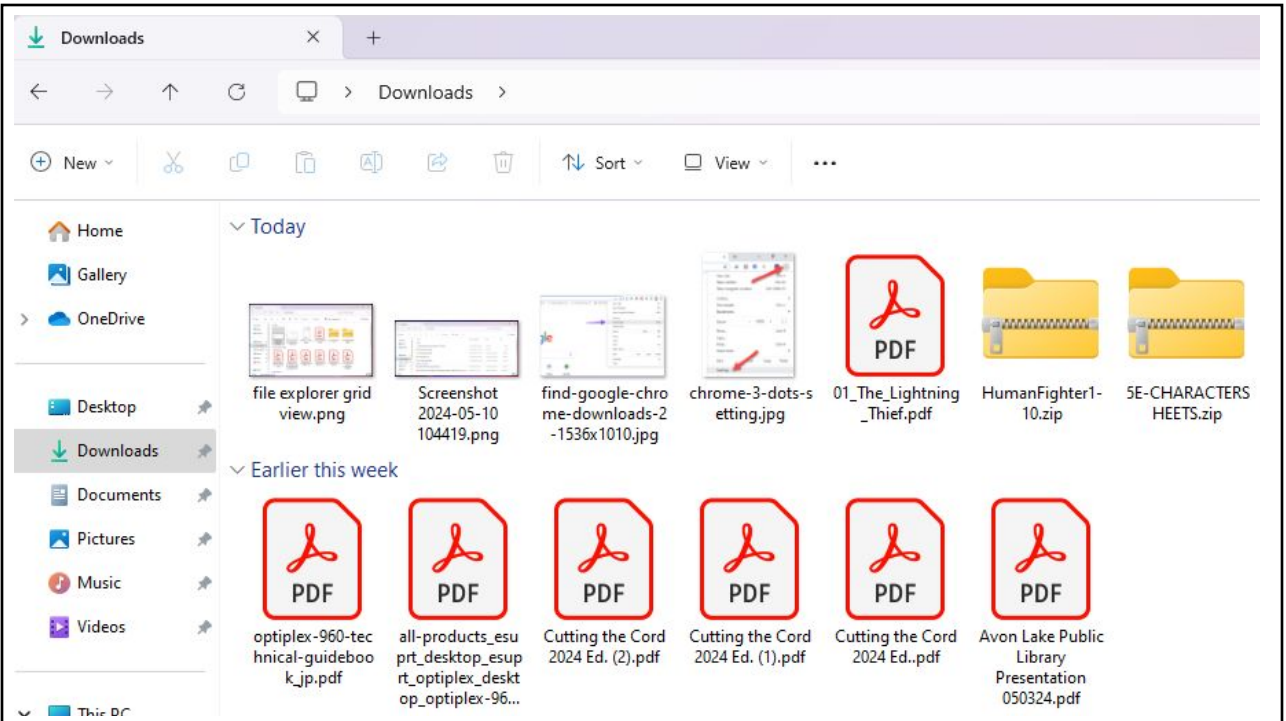 Downloads
Downloads
New
Sort
View
Home
Gallery
OneDrive
Desktop
Downloads
Documents
Pictures
Music
Videos
This PC
Today
file explorer grid
view.png
Screenshot
2024-05-10
104419.png
find-google-chro
me-downloads-2
-1536x1010.jpg
chrome-3-dots-s
etting.jpg
PDF
01_The_Lightning
_Thief.pdf
HumanFighter1-
10.zip
5E-CHARACTERS
HEETS.zip
Earlier this week
PDF
optiplex-960-tec
hnical-guideboo
k_jp.pdf
PDF
all-products_esu
prt_desktop_esup
rt_optiplex_deskt
op_optiplex-96...
PDF
Cutting the Cord
2024 Ed. (2).pdf
PDF
Cutting the Cord
2024 Ed. (1).pdf
PDF
Cutting the Cord
2024 Ed..pdf
PDF
Avon Lake Public
Library
Presentation
050324.pdf